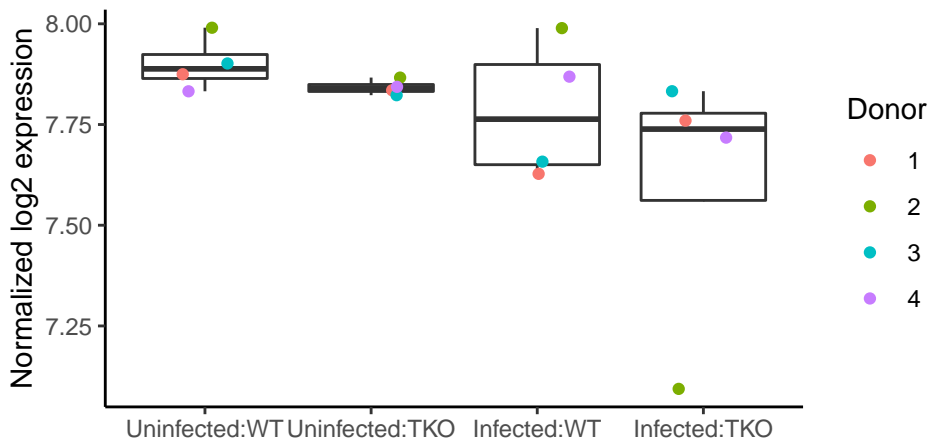 Normalized log2 expression
8.00
7.75
7.50
7.25
Uninfected:WT
Uninfected:TKO
Infected:WT
Infected:TKO
Donor
1
2
3
4